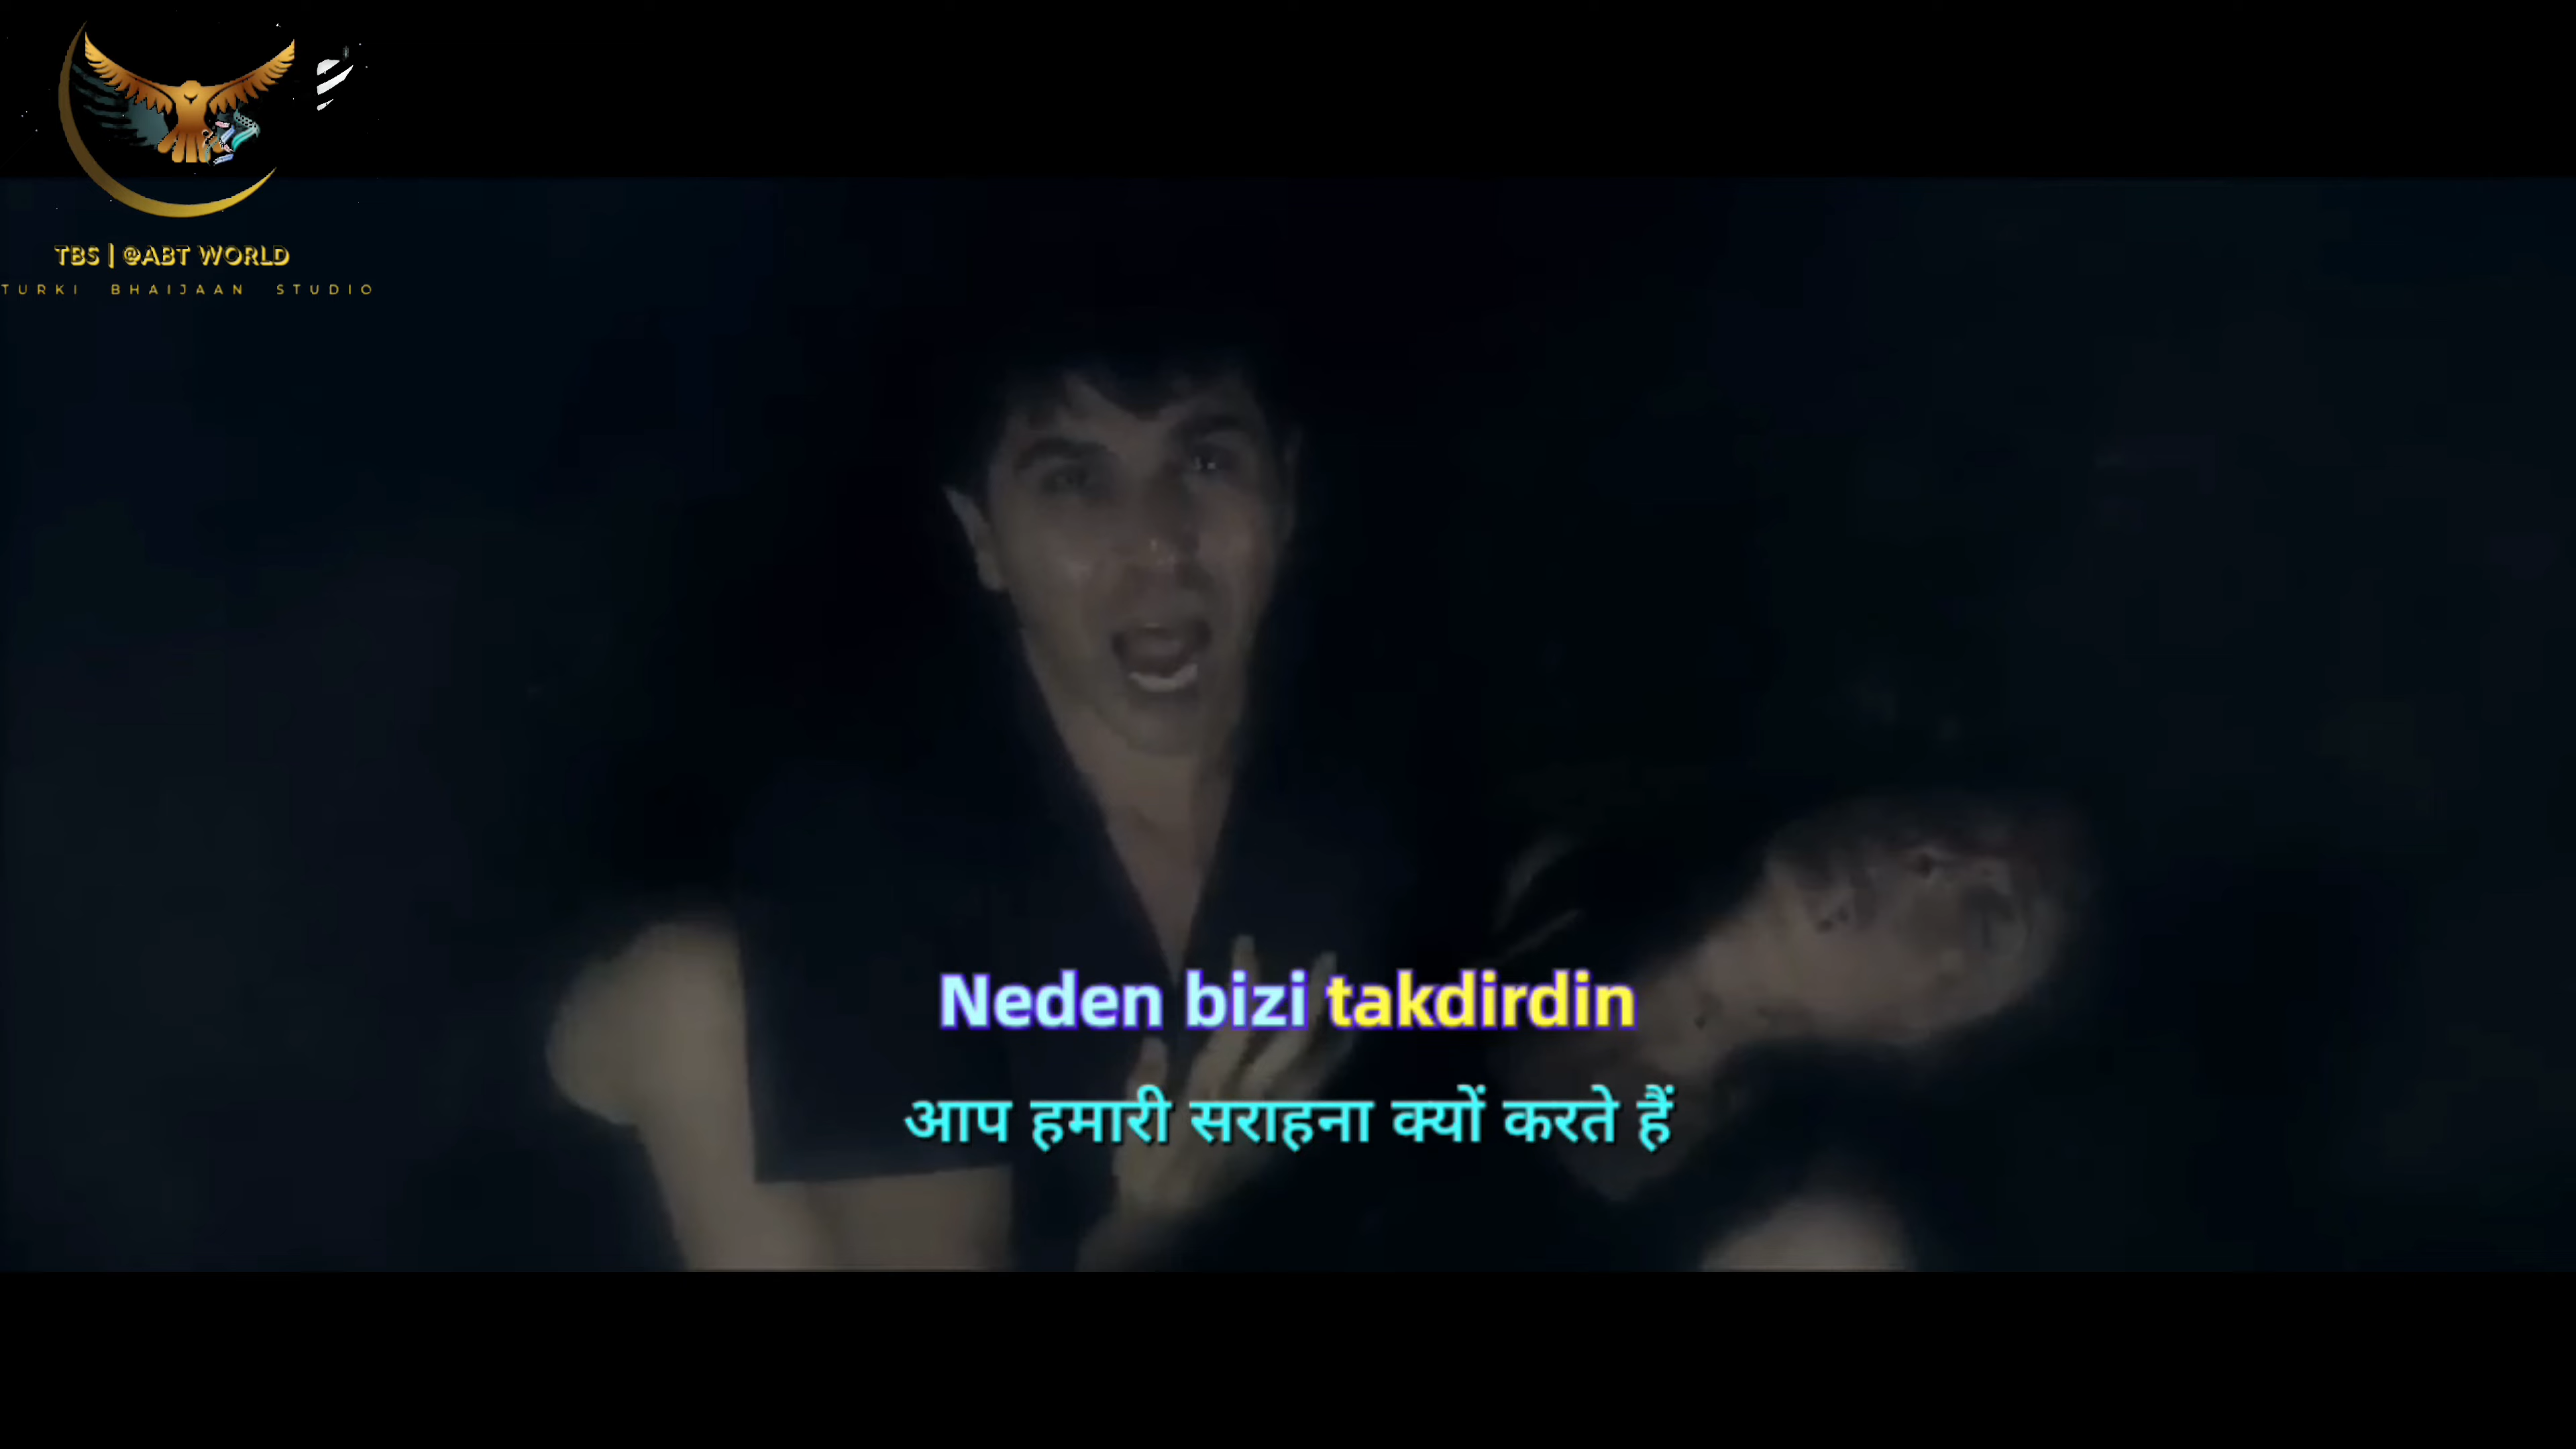 TBS | @ABT WORLD
TURKI BHAIJAAN STUDIO
Neden bizi takdirdin
आप हमारी सराहना क्यों करते हैं